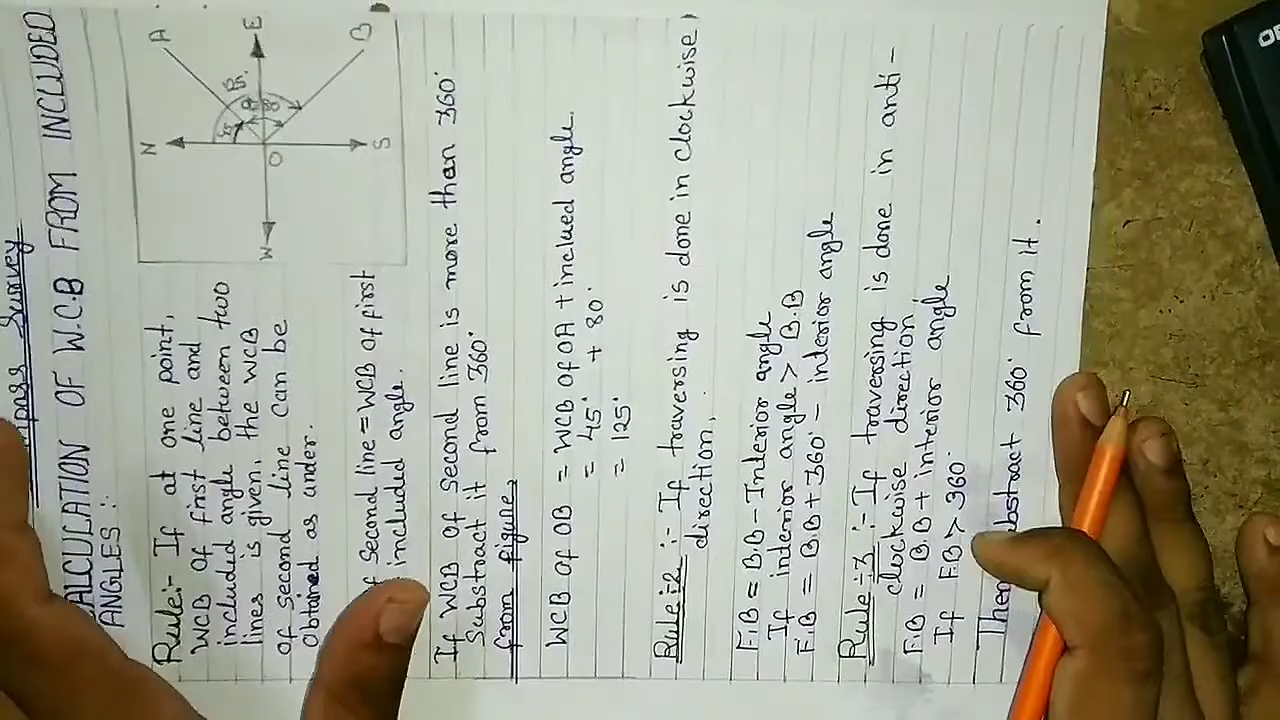 Survey
CALCULATION OF W.C.B FROM INCLUDED
ANGLES :-
Rule:- If at one point,
WCB of first line and
included angle between two
lines is given, the WCB
of second line can be
obtained as under.
Second line = WCB of first
included angle.
N
A
E
B
S
W
O
If WCB of second line is more than 360°
Substact it from 360°
from figure,
WCB of OB = WCB of OA + inclued angle.
= 45° + 80°
= 125°
Rule:-2 :- If traversing is done in clockwise
direction.
F.B = B.B - Interior angle
If interior angle > B.B
F.B = B.B + 360° - interior angle
Rule:-3 :- If traversing is done in anti-
clockwise direction
F.B = B.B + interior angle
If F.B > 360°
Then substract 360° from it.